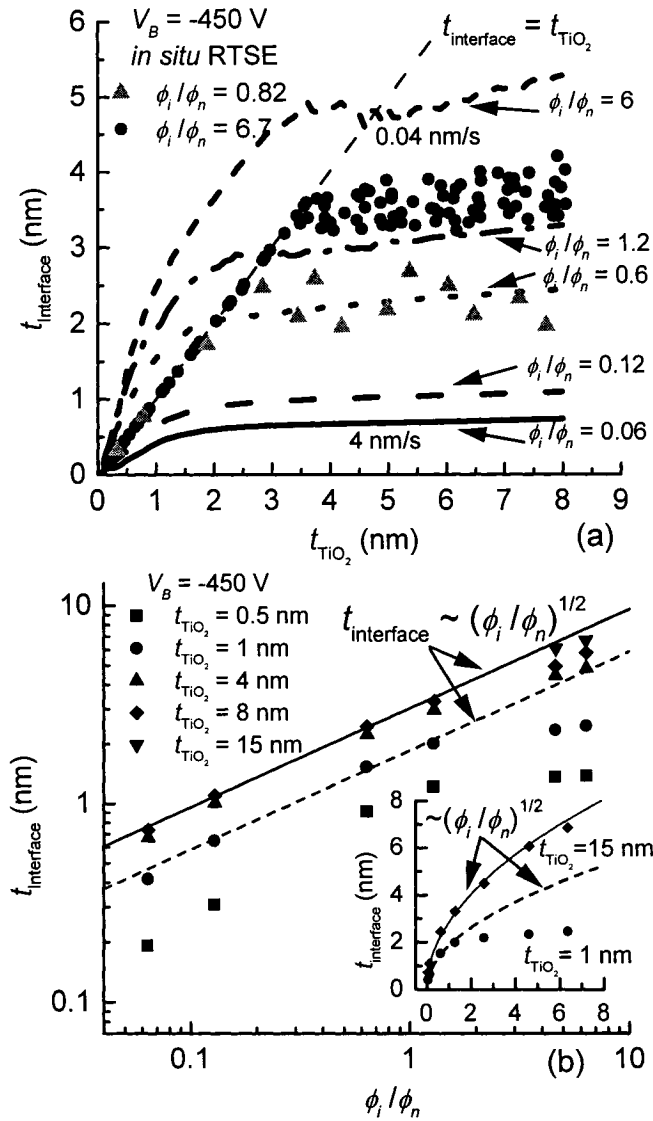 V_B = -450 V
in situ RTSE
ϕ_i/ϕ_n = 0.82
ϕ_i/ϕ_n = 6.7
t_interface = t_TiO₂
ϕ_i/ϕ_n = 6
0.04 nm/s
ϕ_i/ϕ_n = 1.2
ϕ_i/ϕ_n = 0.6
ϕ_i/ϕ_n = 0.12
4 nm/s
ϕ_i/ϕ_n = 0.06
t_Interface (nm)
6
5
4
3
2
1
0
0 1 2 3 4 5 6 7 8 9
t_TiO₂ (nm)
(a)
V_B = -450 V
t_TiO₂ = 0.5 nm
t_TiO₂ = 1 nm
t_TiO₂ = 4 nm
t_TiO₂ = 8 nm
t_TiO₂ = 15 nm
t_interface ~ (ϕ_i/ϕ_n)^1/2
t_Interface (nm)
10
1
0.1
0.1 1 10
ϕ_i/ϕ_n
(b)
~(ϕ_i/ϕ_n)^1/2
t_TiO₂=15 nm
t_TiO₂= 1 nm
t_interface (nm)
8
6
4
2
0
0 2 4 6 8